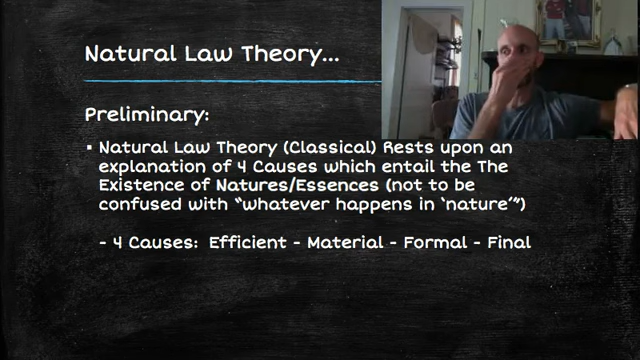 Natural Law Theory...
Preliminary:
▪ Natural Law Theory (Classical) Rests upon an
explanation of 4 Causes which entail the The
Existence of Natures/Essences (not to be
confused with “whatever happens in ‘nature’”)
- 4 Causes: Efficient - Material - Formal - Final